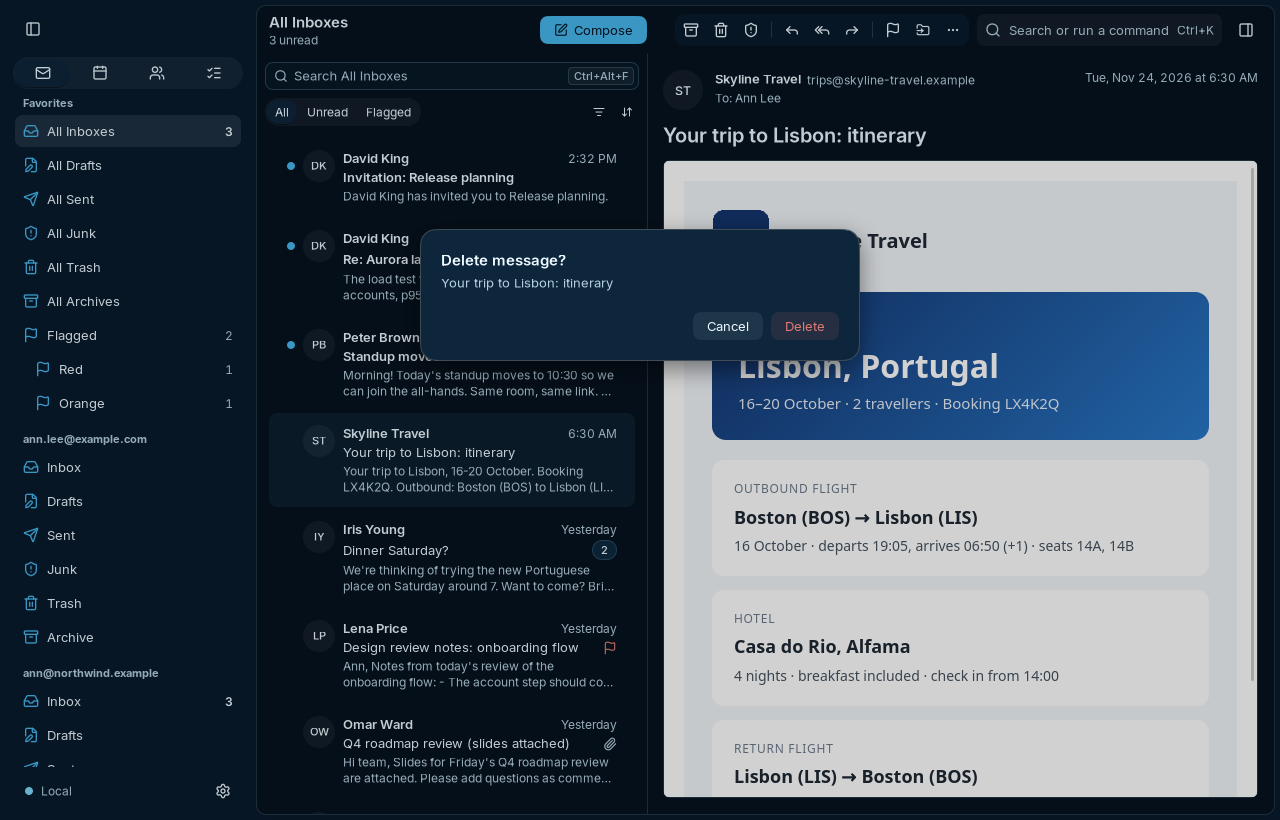 All Inboxes
3 unread
Compose
Search or run a command
Ctrl+K
Favorites
All Inboxes
3
All Drafts
All Sent
All Junk
All Trash
All Archives
Flagged
2
Red
1
Orange
1
ann.lee@example.com
Inbox
Drafts
Sent
Junk
Trash
Archive
ann@northwind.example
Inbox
3
Drafts
Local
Search All Inboxes
Ctrl+Alt+F
All
Unread
Flagged
DK
David King
2:32 PM
Invitation: Release planning
David King has invited you to Release planning.
DK
David King
Re: Aurora
The load test
accounts, p95
PB
Peter Brown
Standup
Morning! Today's standup moves to 10:30 so we
can join the all-hands. Same room, same link. ...
ST
Skyline Travel
6:30 AM
Your trip to Lisbon: itinerary
Your trip to Lisbon, 16-20 October. Booking
LX4K2Q. Outbound: Boston (BOS) to Lisbon (LI...
IY
Iris Young
Yesterday
Dinner Saturday?
2
We're thinking of trying the new Portuguese
place on Saturday around 7. Want to come? Bri...
LP
Lena Price
Yesterday
Design review notes: onboarding flow
Ann, Notes from today's review of the
onboarding flow: - The account step should co...
OW
Omar Ward
Yesterday
Q4 roadmap review (slides attached)
Hi team, Slides for Friday's Q4 roadmap review
are attached. Please add questions as comme...
ST
Skyline Travel trips@skyline-travel.example
Tue, Nov 24, 2026 at 6:30 AM
To: Ann Lee
Your trip to Lisbon: itinerary
Travel
Delete message?
Your trip to Lisbon: itinerary
Cancel
Delete
Lisbon, Portugal
16–20 October · 2 travellers · Booking LX4K2Q
OUTBOUND FLIGHT
Boston (BOS) → Lisbon (LIS)
16 October · departs 19:05, arrives 06:50 (+1) · seats 14A, 14B
HOTEL
Casa do Rio, Alfama
4 nights · breakfast included · check in from 14:00
RETURN FLIGHT
Lisbon (LIS) → Boston (BOS)